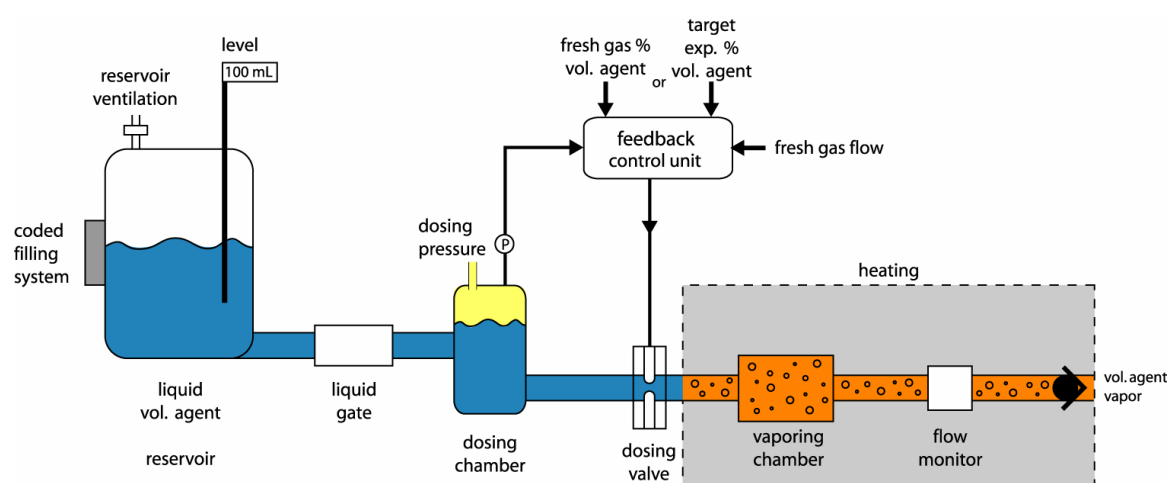 level
100 mL
reservoir
ventilation
coded
filling
system
liquid
vol. agent
reservoir
liquid
gate
dosing
pressure
P
dosing
chamber
fresh gas %
vol. agent
or
target
exp. %
vol. agent
feedback
control unit
fresh gas flow
dosing
valve
heating
vaporing
chamber
flow
monitor
vol. agent
vapor